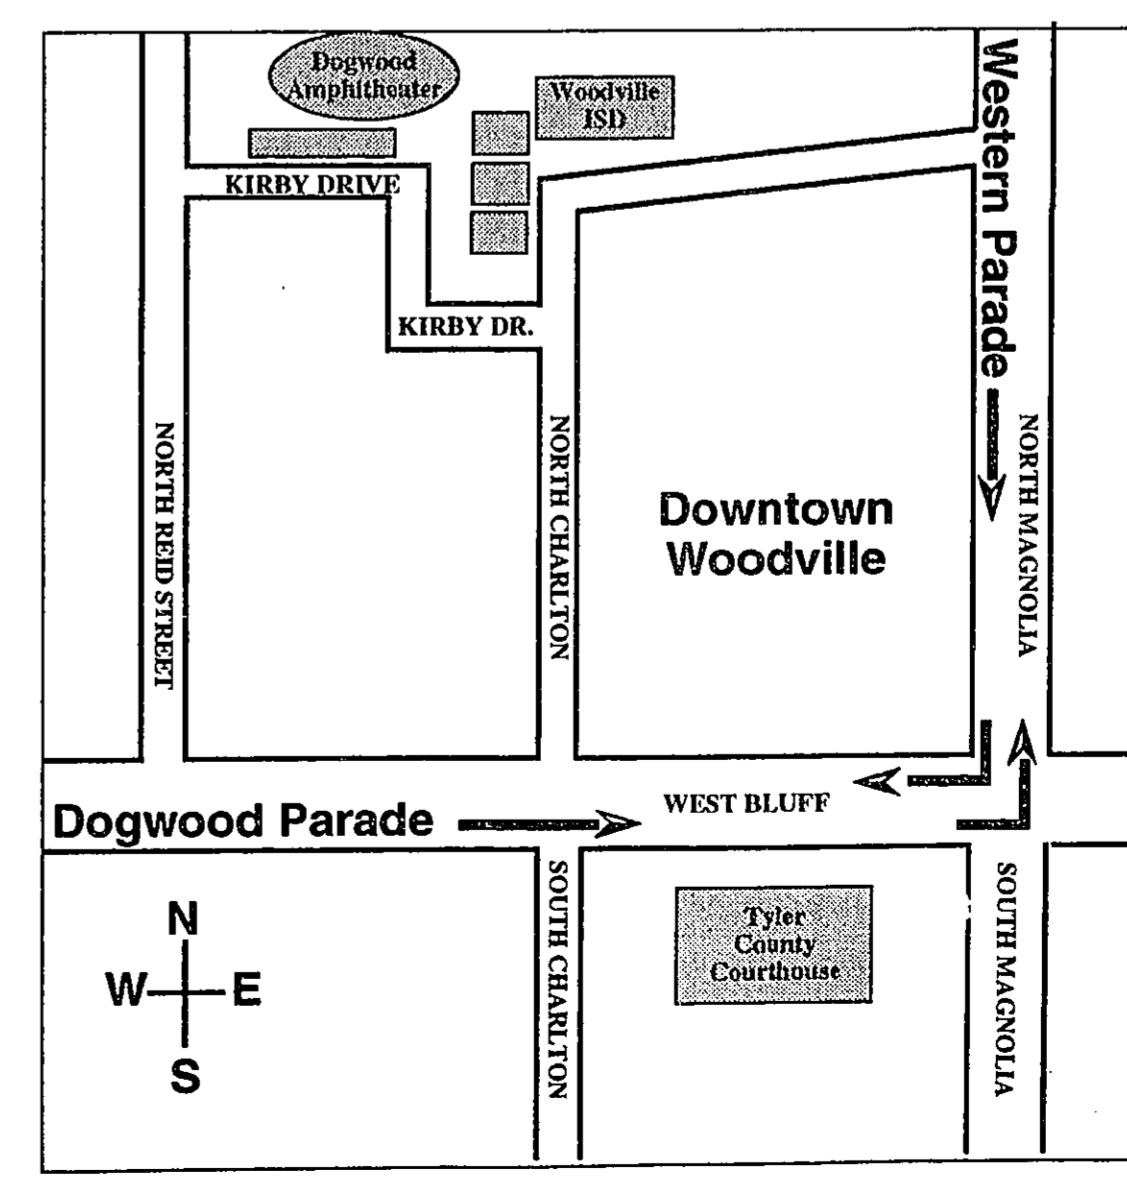 Dogwood
Amphitheater
Woodville
ISD
Western Parade
KIRBY DRIVE
KIRBY DR.
NORTH REID STREET
NORTH CHARLTON
NORTH MAGNOLIA
Downtown
Woodville
WEST BLUFF
Dogwood Parade
SOUTH CHARLTON
Tyler
County
Courthouse
SOUTH MAGNOLIA
N
W E
S